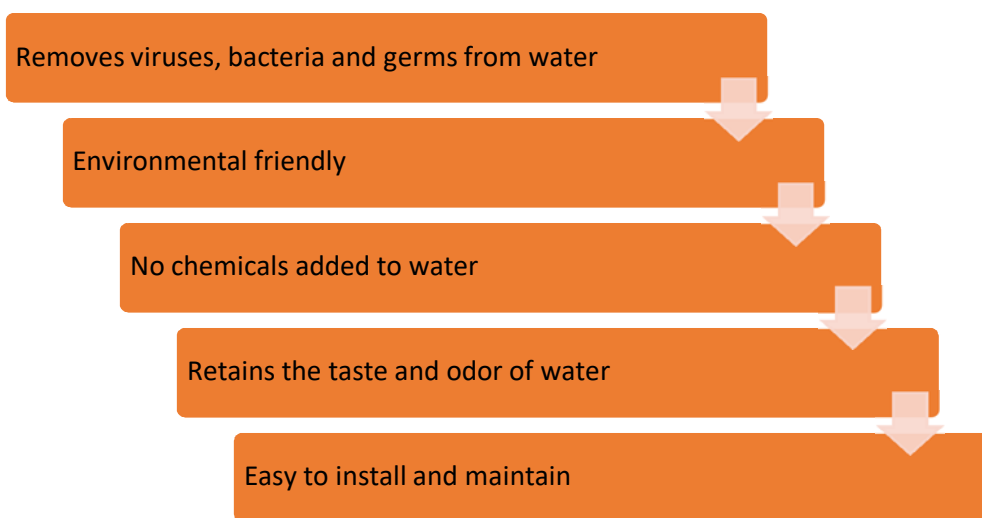 Removes viruses, bacteria and germs from water
Environmental friendly
No chemicals added to water
Retains the taste and odor of water
Easy to install and maintain